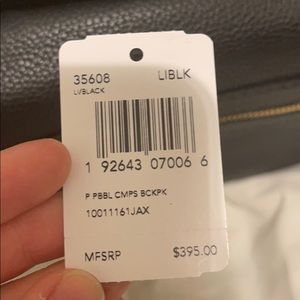 35608 LIBLK
LI/BLACK
1 92643 07006 6
P PBBL CMPS BCKPK
10011161JAX
MFSRP $395.00